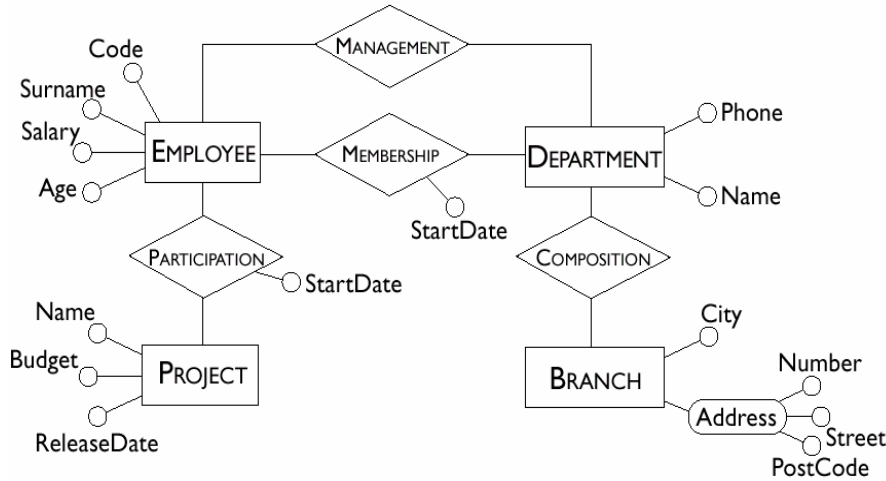 MANAGEMENT
Code
Surname
Salary
Age
EMPLOYEE
MEMBERSHIP
StartDate
DEPARTMENT
Phone
Name
PARTICIPATION
StartDate
COMPOSITION
Name
Budget
ReleaseDate
PROJECT
BRANCH
City
Address
Number
Street
PostCode